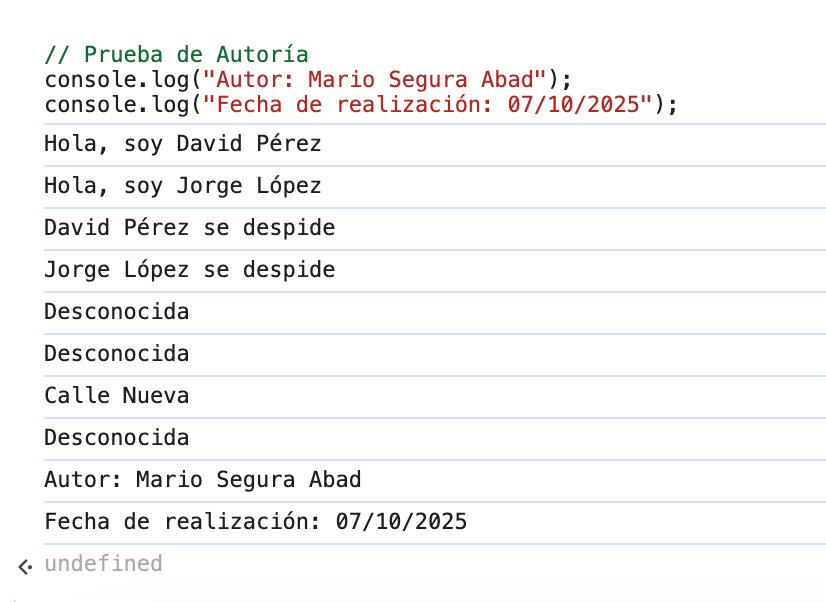 // Prueba de Autoría
console.log("Autor: Mario Segura Abad");
console.log("Fecha de realización: 07/10/2025");
Hola, soy David Pérez
Hola, soy Jorge López
David Pérez se despide
Jorge López se despide
Desconocida
Desconocida
Calle Nueva
Desconocida
Autor: Mario Segura Abad
Fecha de realización: 07/10/2025
undefined